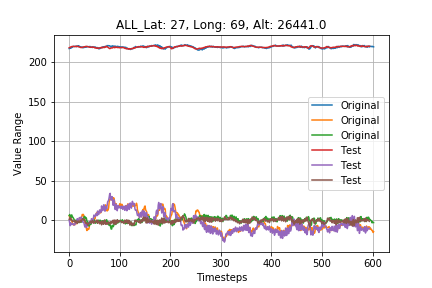 ALL_Lat: 27, Long: 69, Alt: 26441.0
Value Range
200
150
100
50
0
Original
Original
Original
Test
Test
Test
0 100 200 300 400 500 600
Timesteps